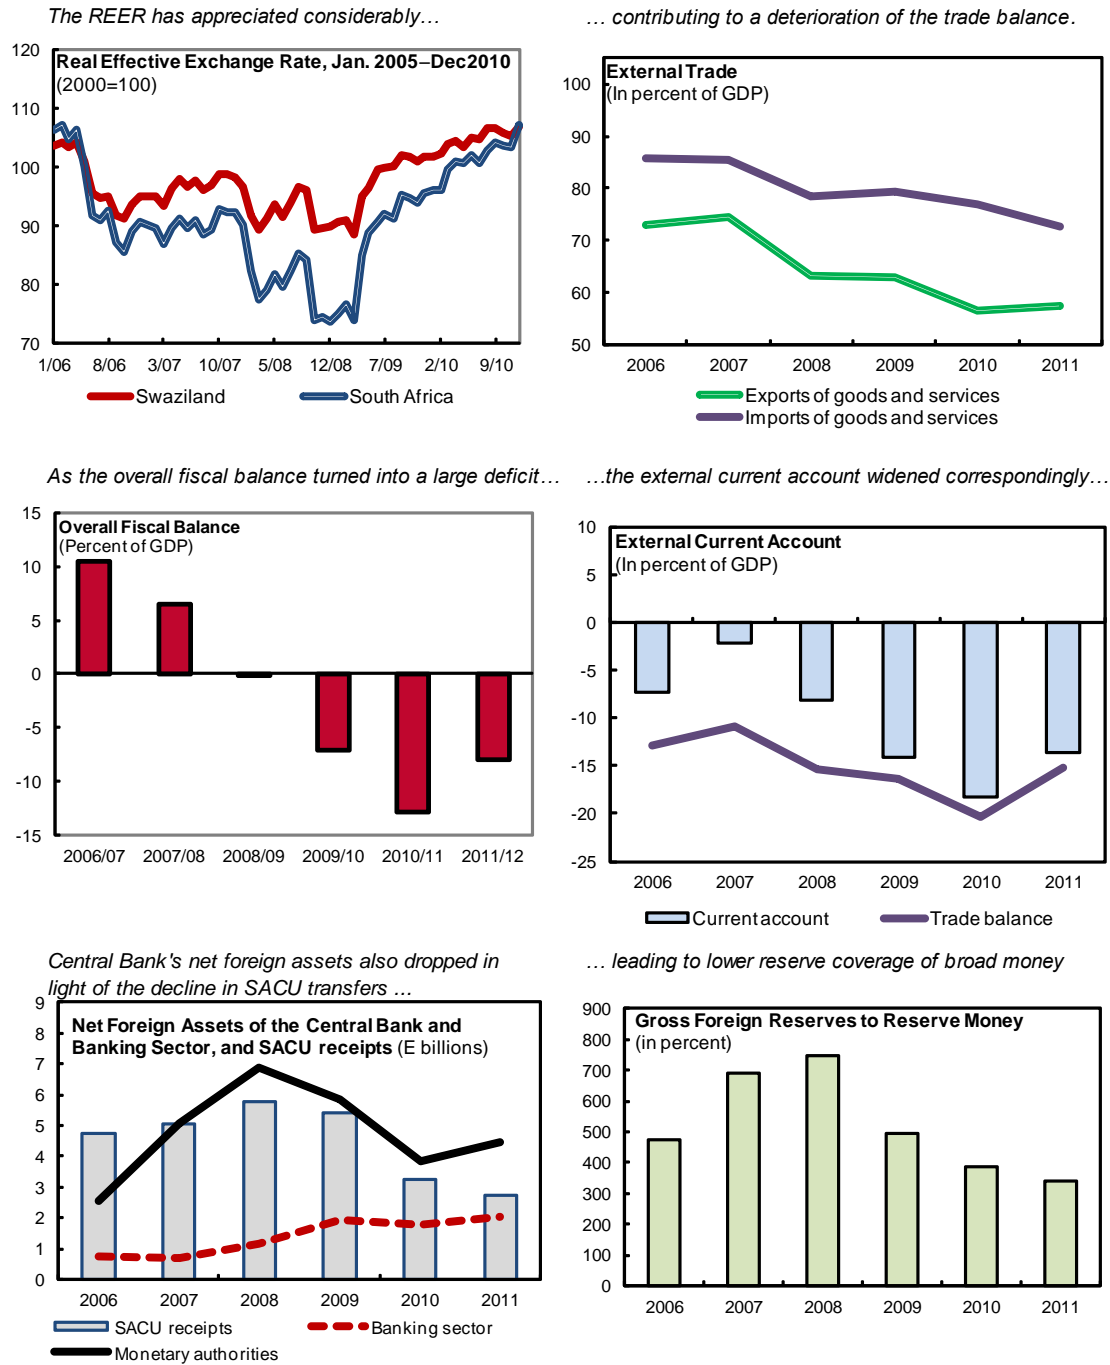 The REER has appreciated considerably…
… contributing to a deterioration of the trade balance.
Real Effective Exchange Rate, Jan. 2005–Dec2010
(2000=100)
120
110
100
90
80
70
1/06 8/06 3/07 10/07 5/08 12/08 7/09 2/10 9/10
Swaziland South Africa
External Trade
(In percent of GDP)
100
90
80
70
60
50
2006 2007 2008 2009 2010 2011
Exports of goods and services
Imports of goods and services
As the overall fiscal balance turned into a large deficit…
…the external current account widened correspondingly…
Overall Fiscal Balance
(Percent of GDP)
15
10
5
0
-5
-10
-15
2006/07 2007/08 2008/09 2009/10 2010/11 2011/12
External Current Account
(In percent of GDP)
10
5
0
-5
-10
-15
-20
-25
2006 2007 2008 2009 2010 2011
Current account Trade balance
Central Bank's net foreign assets also dropped in
light of the decline in SACU transfers …
… leading to lower reserve coverage of broad money
Net Foreign Assets of the Central Bank and
Banking Sector, and SACU receipts (E billions)
9
8
7
6
5
4
3
2
1
0
2006 2007 2008 2009 2010 2011
SACU receipts Banking sector
Monetary authorities
Gross Foreign Reserves to Reserve Money
(in percent)
900
800
700
600
500
400
300
200
100
0
2006 2007 2008 2009 2010 2011